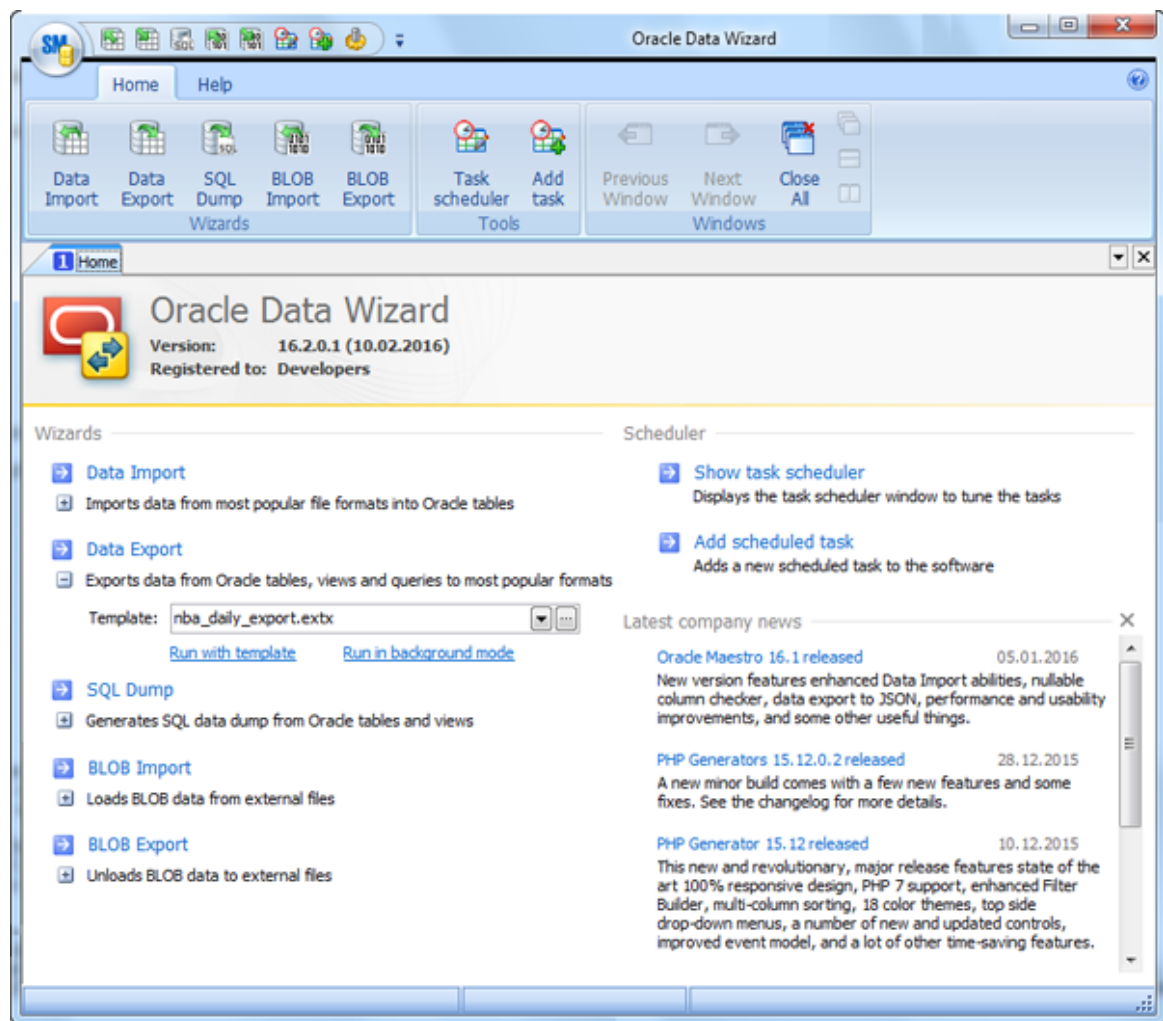 SM
Oracle Data Wizard
Home Help
Data Import
Data Export
SQL Dump
BLOB Import
BLOB Export
Task scheduler
Add task
Previous Window
Next Window
Close All
Wizards
Tools
Windows
1 Home
Oracle Data Wizard
Version: 16.2.0.1 (10.02.2016)
Registered to: Developers
Wizards
Data Import
Imports data from most popular file formats into Oracle tables
Data Export
Exports data from Oracle tables, views and queries to most popular formats
Template: nba_daily_export.extx
Run with template Run in background mode
SQL Dump
Generates SQL data dump from Oracle tables and views
BLOB Import
Loads BLOB data from external files
BLOB Export
Unloads BLOB data to external files
Scheduler
Show task scheduler
Displays the task scheduler window to tune the tasks
Add scheduled task
Adds a new scheduled task to the software
Latest company news
Oracle Maestro 16.1 released 05.01.2016
New version features enhanced Data Import abilities, nullable
column checker, data export to JSON, performance and usability
improvements, and some other useful things.
PHP Generators 15.12.0.2 released 28.12.2015
A new minor build comes with a few new features and some
fixes. See the changelog for more details.
PHP Generator 15.12 released 10.12.2015
This new and revolutionary, major release features state of the
art 100% responsive design, PHP 7 support, enhanced Filter
Builder, multi-column sorting, 18 color themes, top side
drop-down menus, a number of new and updated controls,
improved event model, and a lot of other time-saving features.